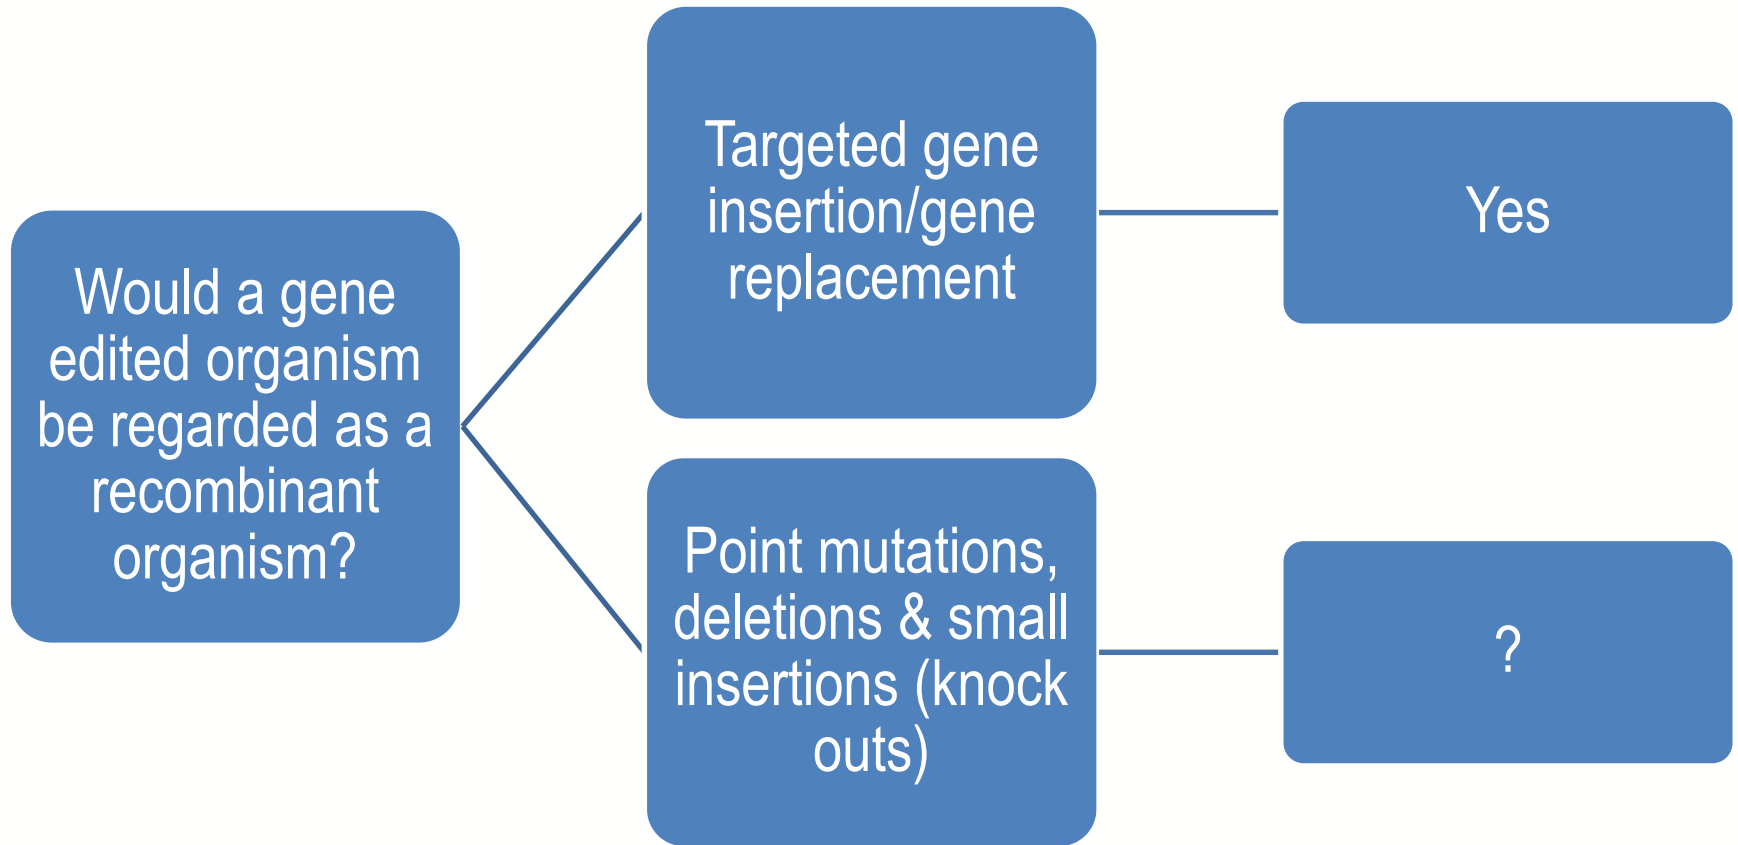 Would a gene
edited organism
be regarded as a
recombinant
organism?
Targeted gene
insertion/gene
replacement
Yes
Point mutations,
deletions & small
insertions (knock
outs)
?